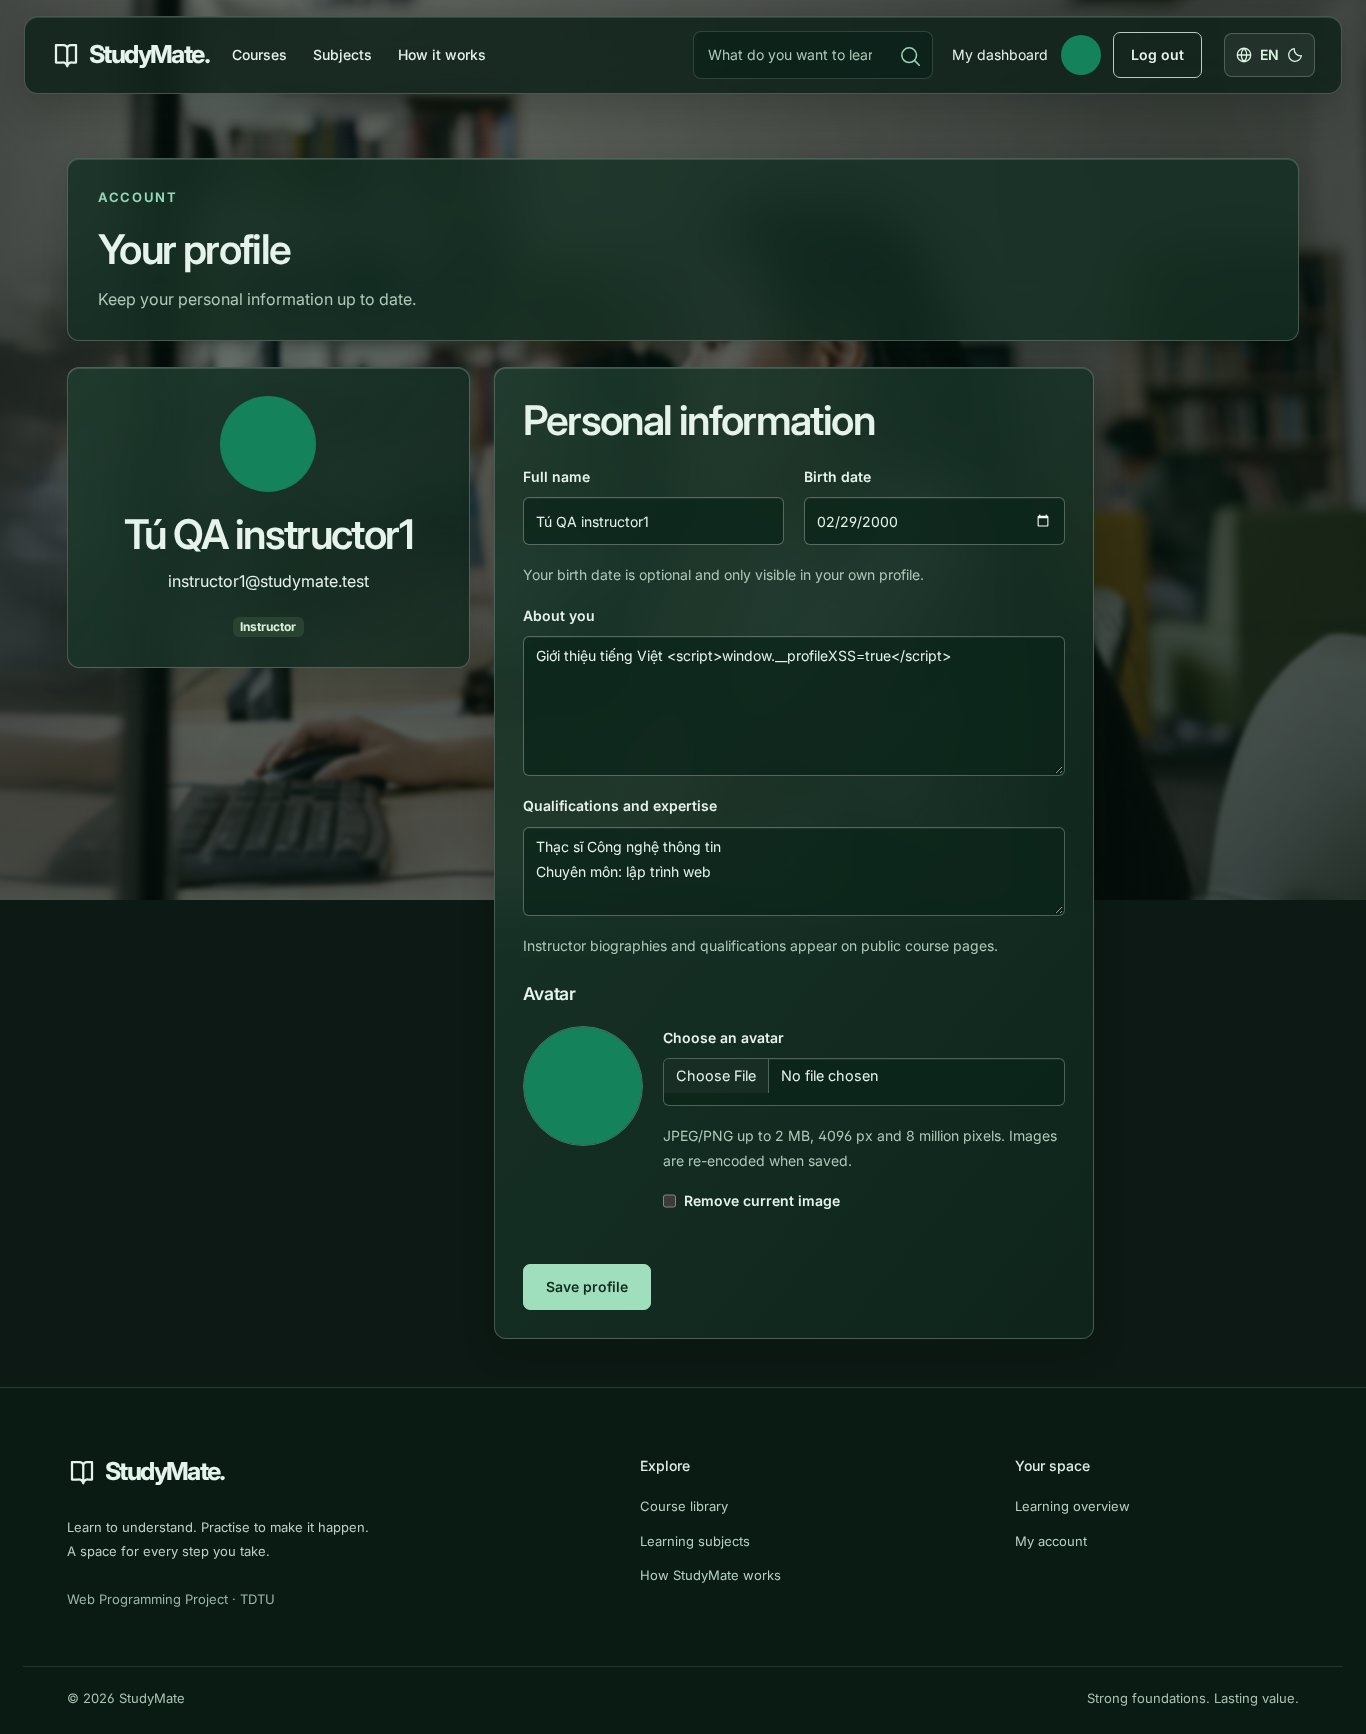 StudyMate.
Courses
Subjects
How it works
What do you want to lear
My dashboard
Log out
EN
ACCOUNT
Your profile
Keep your personal information up to date.
Tú QA instructor1
instructor1@studymate.test
Instructor
Personal information
Full name
Birth date
Tú QA instructor1
02/29/2000
Your birth date is optional and only visible in your own profile.
About you
Giới thiệu tiếng Việt <script>window.__profileXSS=true</script>
Qualifications and expertise
Thạc sĩ Công nghệ thông tin
Chuyên môn: lập trình web
Instructor biographies and qualifications appear on public course pages.
Avatar
Choose an avatar
Choose File
No file chosen
JPEG/PNG up to 2 MB, 4096 px and 8 million pixels. Images
are re-encoded when saved.
Remove current image
Save profile
StudyMate.
Learn to understand. Practise to make it happen.
A space for every step you take.
Web Programming Project · TDTU
Explore
Course library
Learning subjects
How StudyMate works
Your space
Learning overview
My account
© 2026 StudyMate
Strong foundations. Lasting value.